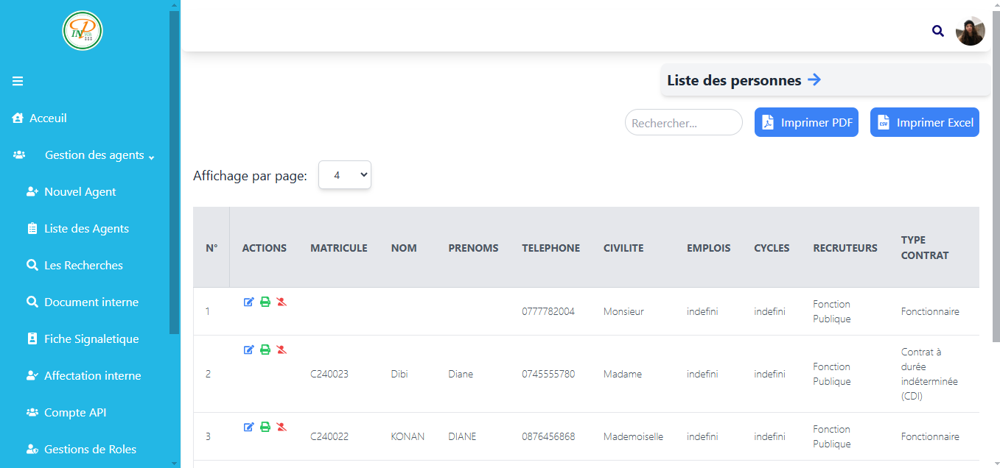 INP
HB
Acceuil
Gestion des agents
Nouvel Agent
Liste des Agents
Les Recherches
Document interne
Fiche Signaletique
Affectation interne
Compte API
Gestions de Roles
Liste des personnes
Rechercher...
Imprimer PDF
CSV
Imprimer Excel
Affichage par page:
4
N° ACTIONS MATRICULE NOM PRENOMS TELEPHONE CIVILITE EMPLOIS CYCLES RECRUTEURS TYPE
CONTRAT
1 0777782004 Monsieur indefini indefini Fonction
Publique
Fonctionnaire
2 C240023 Dibi Diane 0745555780 Madame indefini indefini Fonction
Publique
Contrat à
durée
indéterminée
(CDI)
3 C240022 KONAN DIANE 0876456868 Mademoiselle indefini indefini Fonction
Publique
Fonctionnaire